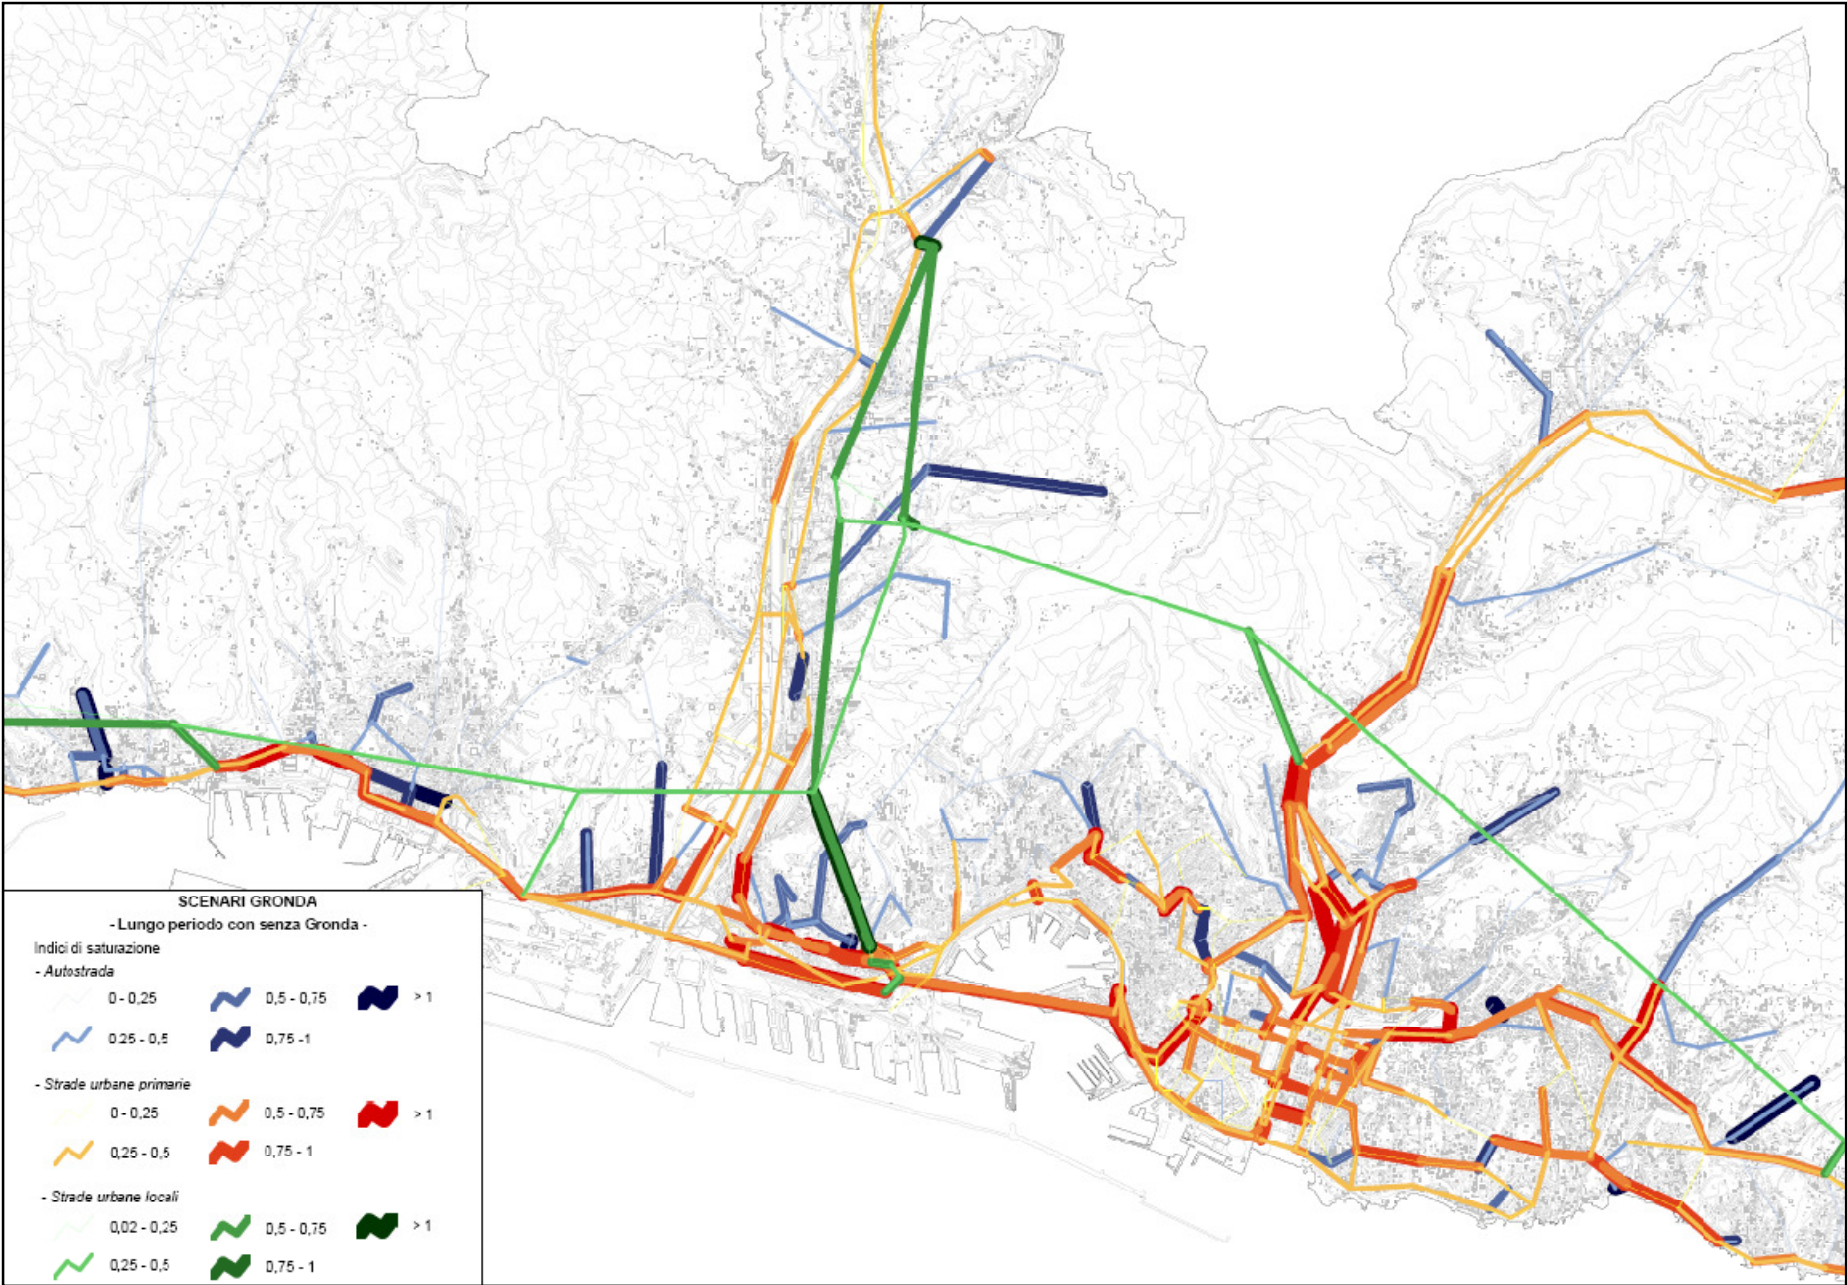 SCENARI GRONDA
- Lungo periodo con senza Gronda -
Indici di saturazione
- Autostrada
0 - 0,25 0,5 - 0,75 > 1
0,25 - 0,5 0,75 - 1
- Strade urbane primarie
0 - 0,25 0,5 - 0,75 > 1
0,25 - 0,5 0,75 - 1
- Strade urbane locali
0,02 - 0,25 0,5 - 0,75 > 1
0,25 - 0,5 0,75 - 1